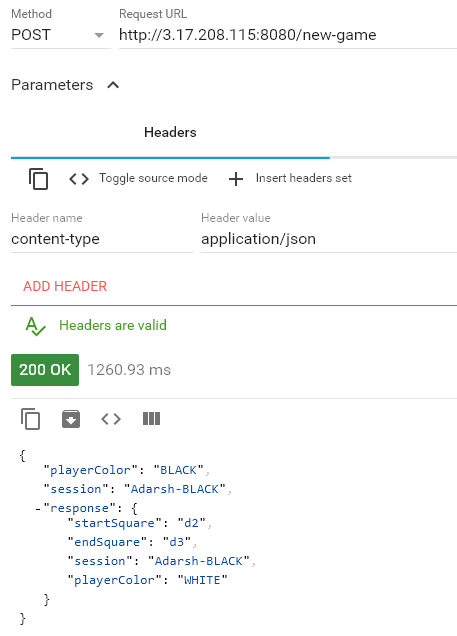 Method Request URL
POST http://3.17.208.115:8080/new-game
Parameters
Headers
Toggle source mode Insert headers set
Header name Header value
content-type application/json
ADD HEADER
Headers are valid
200 OK 1260.93 ms
{
"playerColor": "BLACK",
"session": "Adarsh-BLACK",
-"response": {
"startSquare": "d2",
"endSquare": "d3",
"session": "Adarsh-BLACK",
"playerColor": "WHITE"
}
}